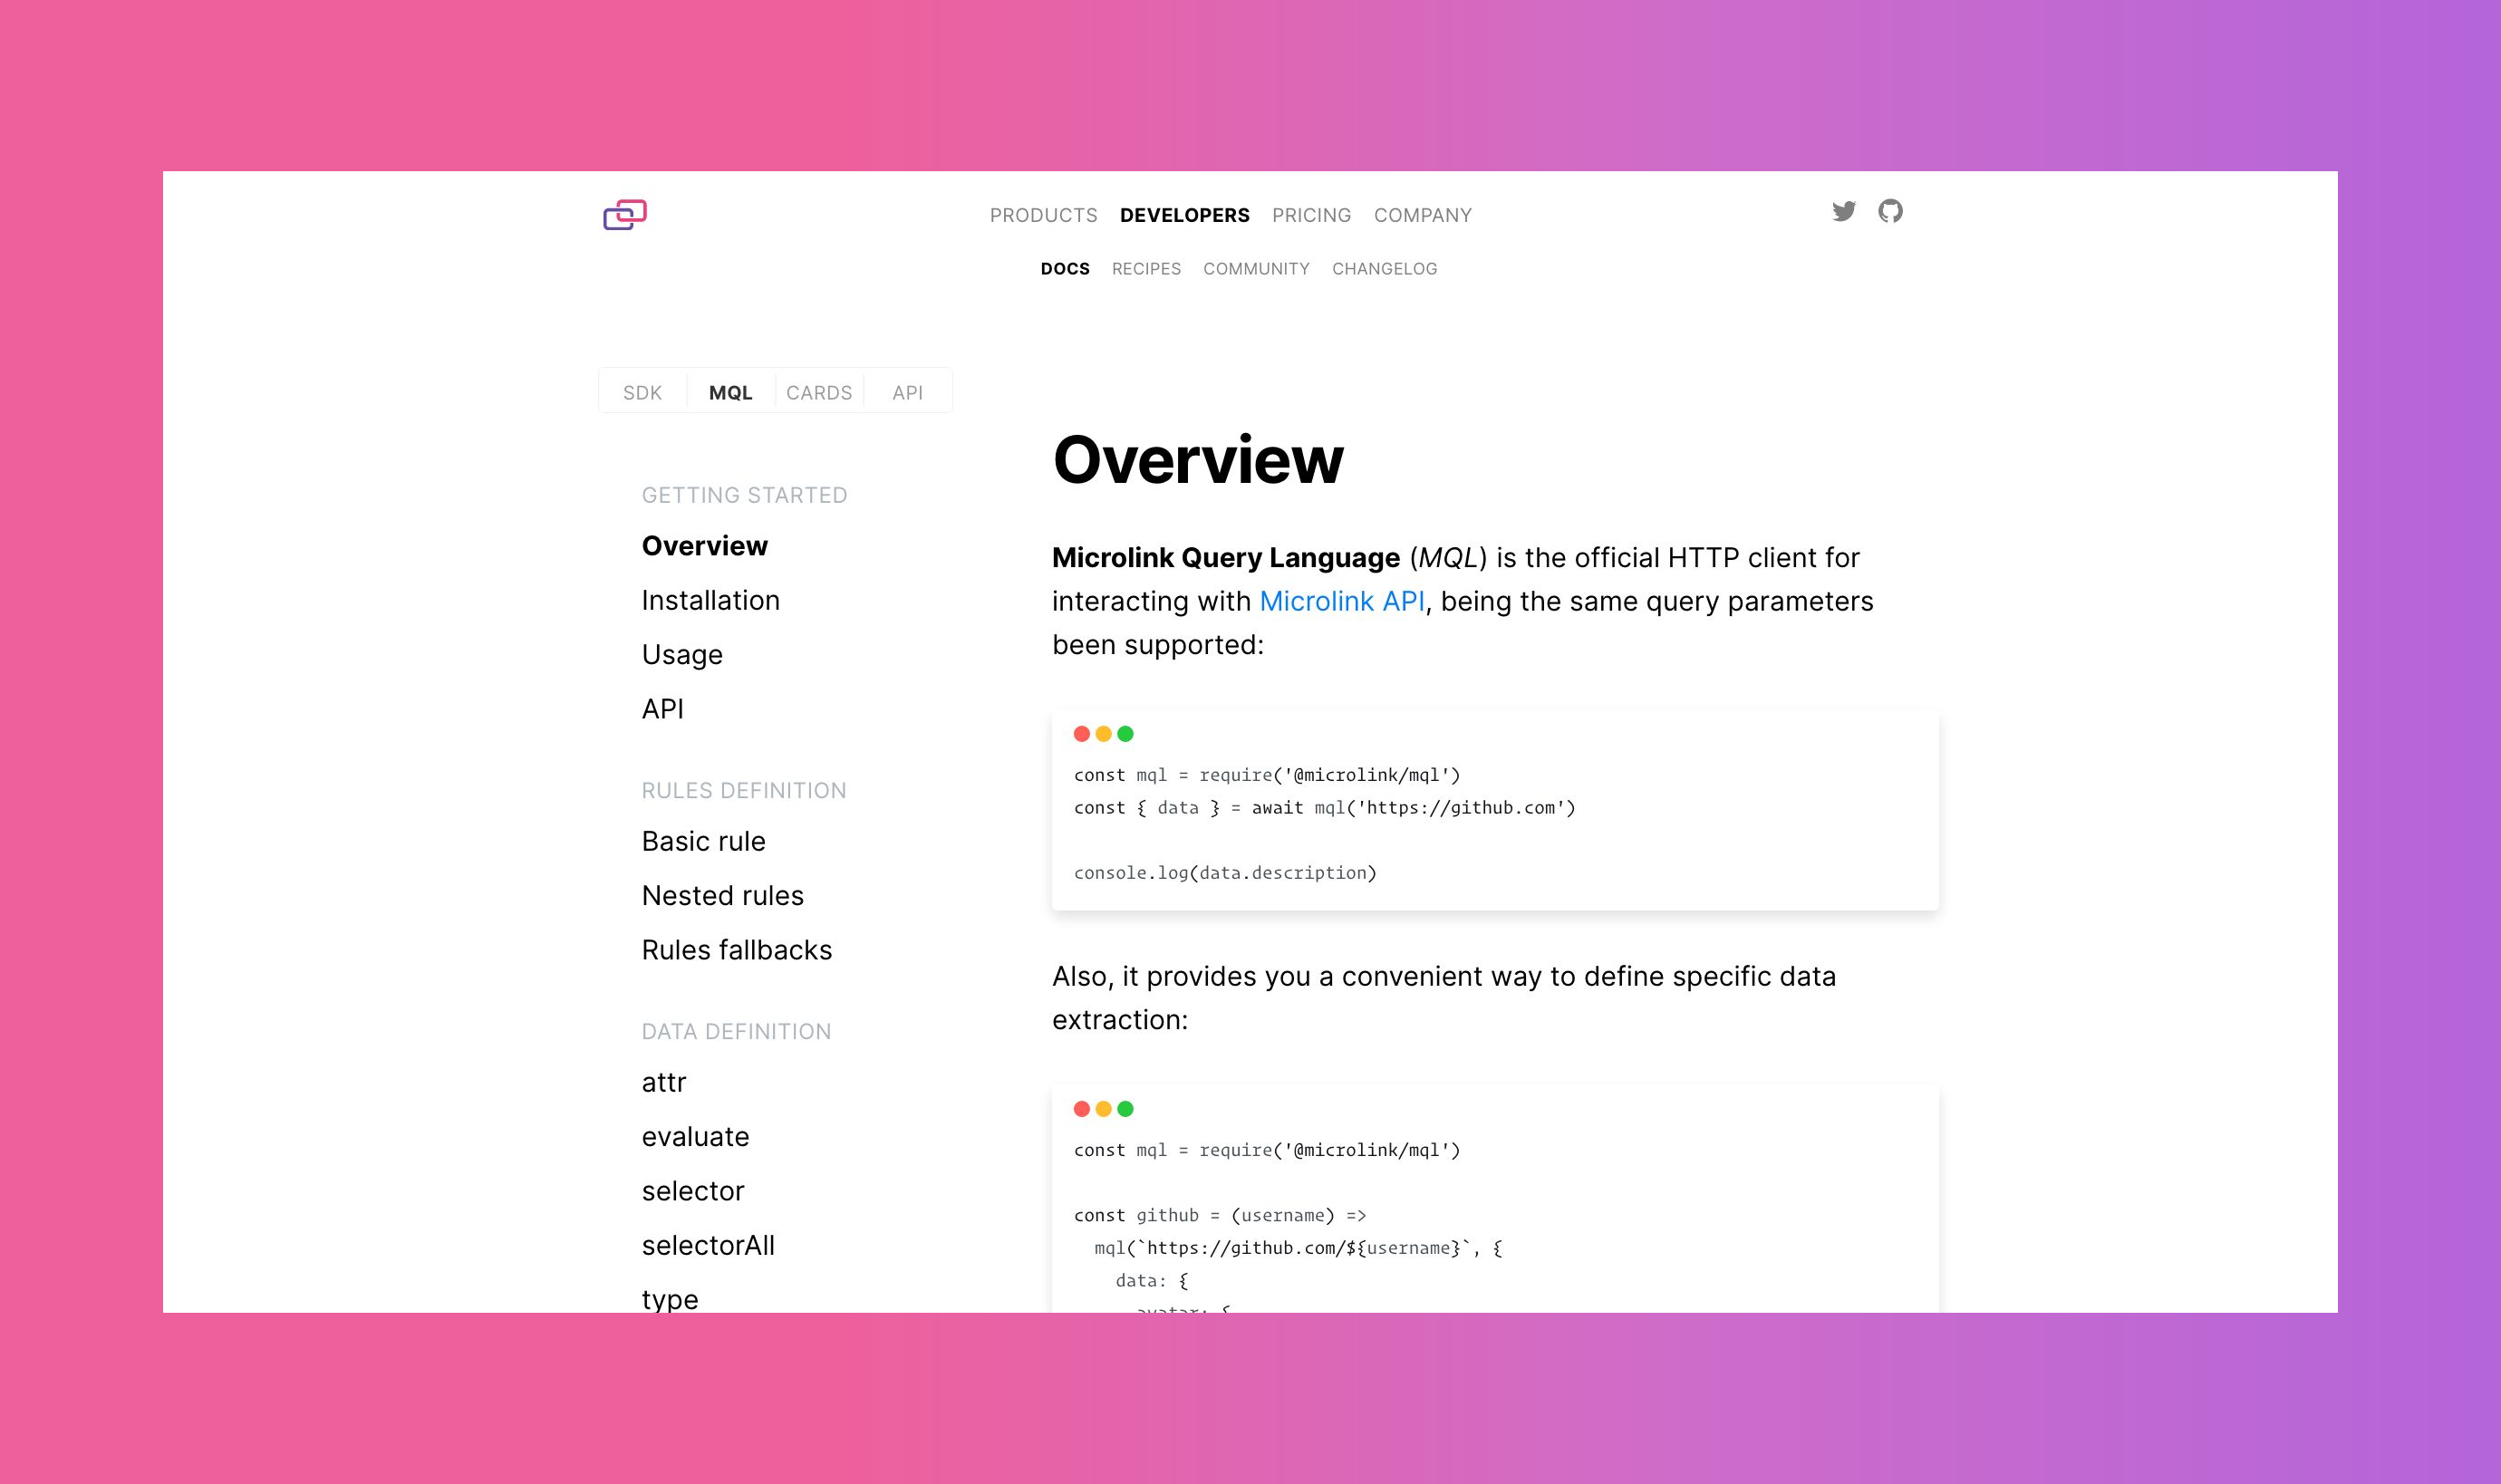 PRODUCTS DEVELOPERS PRICING COMPANY
DOCS RECIPES COMMUNITY CHANGELOG
SDK MQL CARDS API
GETTING STARTED
Overview
Installation
Usage
API
RULES DEFINITION
Basic rule
Nested rules
Rules fallbacks
DATA DEFINITION
attr
evaluate
selector
selectorAll
type
Overview
Microlink Query Language (MQL) is the official HTTP client for
interacting with Microlink API, being the same query parameters
been supported:
const mql = require('@microlink/mql')
const { data } = await mql('https://github.com')
console.log(data.description)
Also, it provides you a convenient way to define specific data
extraction:
const mql = require('@microlink/mql')
const github = (username) =>
  mql(`https://github.com/${username}`, {
    data: {
      avatar: {